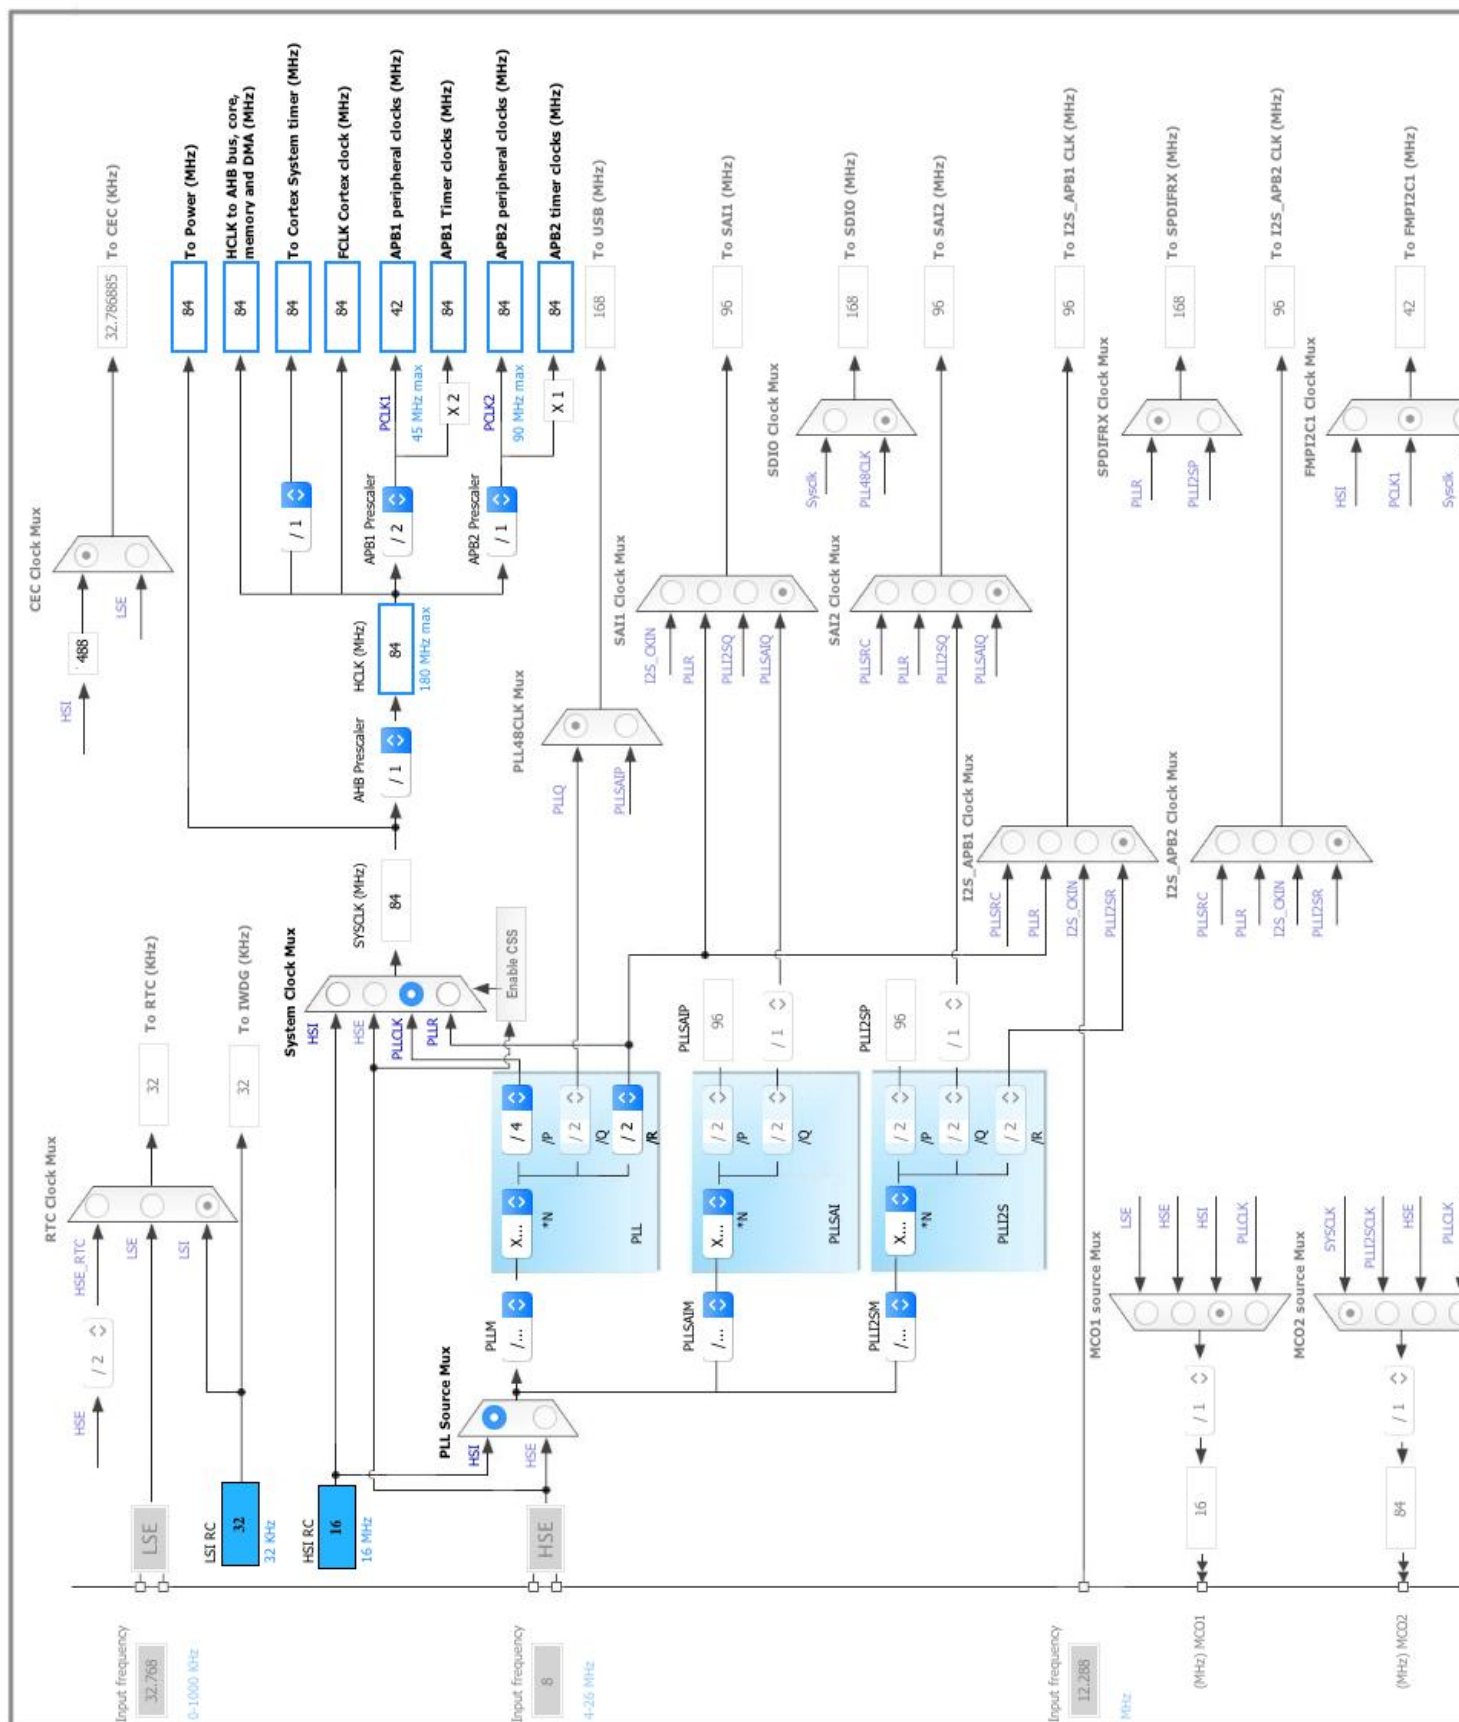 Input frequency
32.768
0-1000 KHz
LSE
HSE
/ 2
HSE_RTC
LSE
LSI
RTC Clock Mux
32
To RTC (KHz)
LSI RC
32
32 KHz
32
To IWDG (KHz)
HSI RC
16
16 MHz
HSI
488
LSE
CEC Clock Mux
32.786885
To CEC (KHz)
System Clock Mux
HSI
HSE
PLLCLK
PLLR
Enable CSS
SYSCLK (MHz)
84
AHB Prescaler
/ 1
HCLK (MHz)
84
180 MHz max
/ 1
APB1 Prescaler
/ 2
PCLK1
45 MHz max
X 2
APB2 Prescaler
/ 1
PCLK2
90 MHz max
X 1
84
To Power (MHz)
84
HCLK to AHB bus, core,
memory and DMA (MHz)
84
To Cortex System timer (MHz)
84
FCLK Cortex clock (MHz)
42
APB1 peripheral clocks (MHz)
84
APB1 Timer clocks (MHz)
84
APB2 peripheral clocks (MHz)
84
APB2 timer clocks (MHz)
168
To USB (MHz)
Input frequency
8
4-26 MHz
HSE
PLL Source Mux
HSI
HSE
PLLM
/...
X...
*N
/ 4
/P
/ 2
/Q
/ 2
/R
PLL
PLL48CLK Mux
PLLQ
PLLSAIP
PLLSAIM
/...
X...
*N
/ 2
/P
/ 2
/Q
PLLSAI
PLLSAIP
96
/ 1
SAI1 Clock Mux
I2S_CKIN
PLLR
PLLI2SQ
PLLSAIQ
96
To SAI1 (MHz)
SDIO Clock Mux
Sysclk
PLL48CLK
168
To SDIO (MHz)
PLLI2SM
/...
X...
*N
/ 2
/P
/ 2
/Q
/ 2
/R
PLLI2S
PLLI2SP
96
/ 1
SAI2 Clock Mux
PLLSRC
PLLR
PLLI2SQ
PLLSAIQ
96
To SAI2 (MHz)
Input frequency
12.288
MHz
I2S_APB1 Clock Mux
PLLSRC
PLLR
I2S_CKIN
PLLI2SR
96
To I2S_APB1 CLK (MHz)
SPDIFRX Clock Mux
PLLR
PLLI2SP
168
To SPDIFRX (MHz)
I2S_APB2 Clock Mux
PLLSRC
PLLR
I2S_CKIN
PLLI2SR
96
To I2S_APB2 CLK (MHz)
FMPI2C1 Clock Mux
HSI
PCLK1
Sysclk
42
To FMPI2C1 (MHz)
MCO1 source Mux
LSE
HSE
HSI
PLLCLK
/ 1
16
(MHz) MCO1
MCO2 source Mux
SYSCLK
PLLI2SCLK
HSE
PLLCLK
/ 1
84
(MHz) MCO2